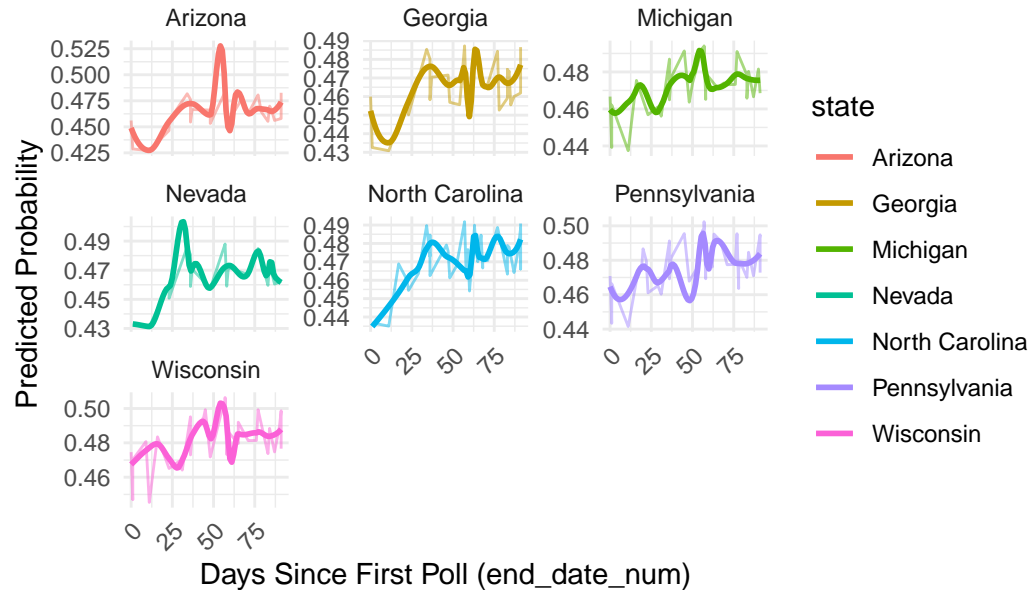 Arizona
Georgia
Michigan
0.525
0.500
0.475
0.450
0.425
0.49
0.47
0.46
0.44
0.43
0.48
0.46
0.44
Nevada
North Carolina
Pennsylvania
0.49
0.47
0.45
0.43
0.49
0.48
0.47
0.46
0.45
0.44
0.50
0.48
0.46
0.44
0
25
50
75
0
25
50
75
Wisconsin
0.50
0.48
0.46
0
25
50
75
Predicted Probability
Days Since First Poll (end_date_num)
state
Arizona
Georgia
Michigan
Nevada
North Carolina
Pennsylvania
Wisconsin